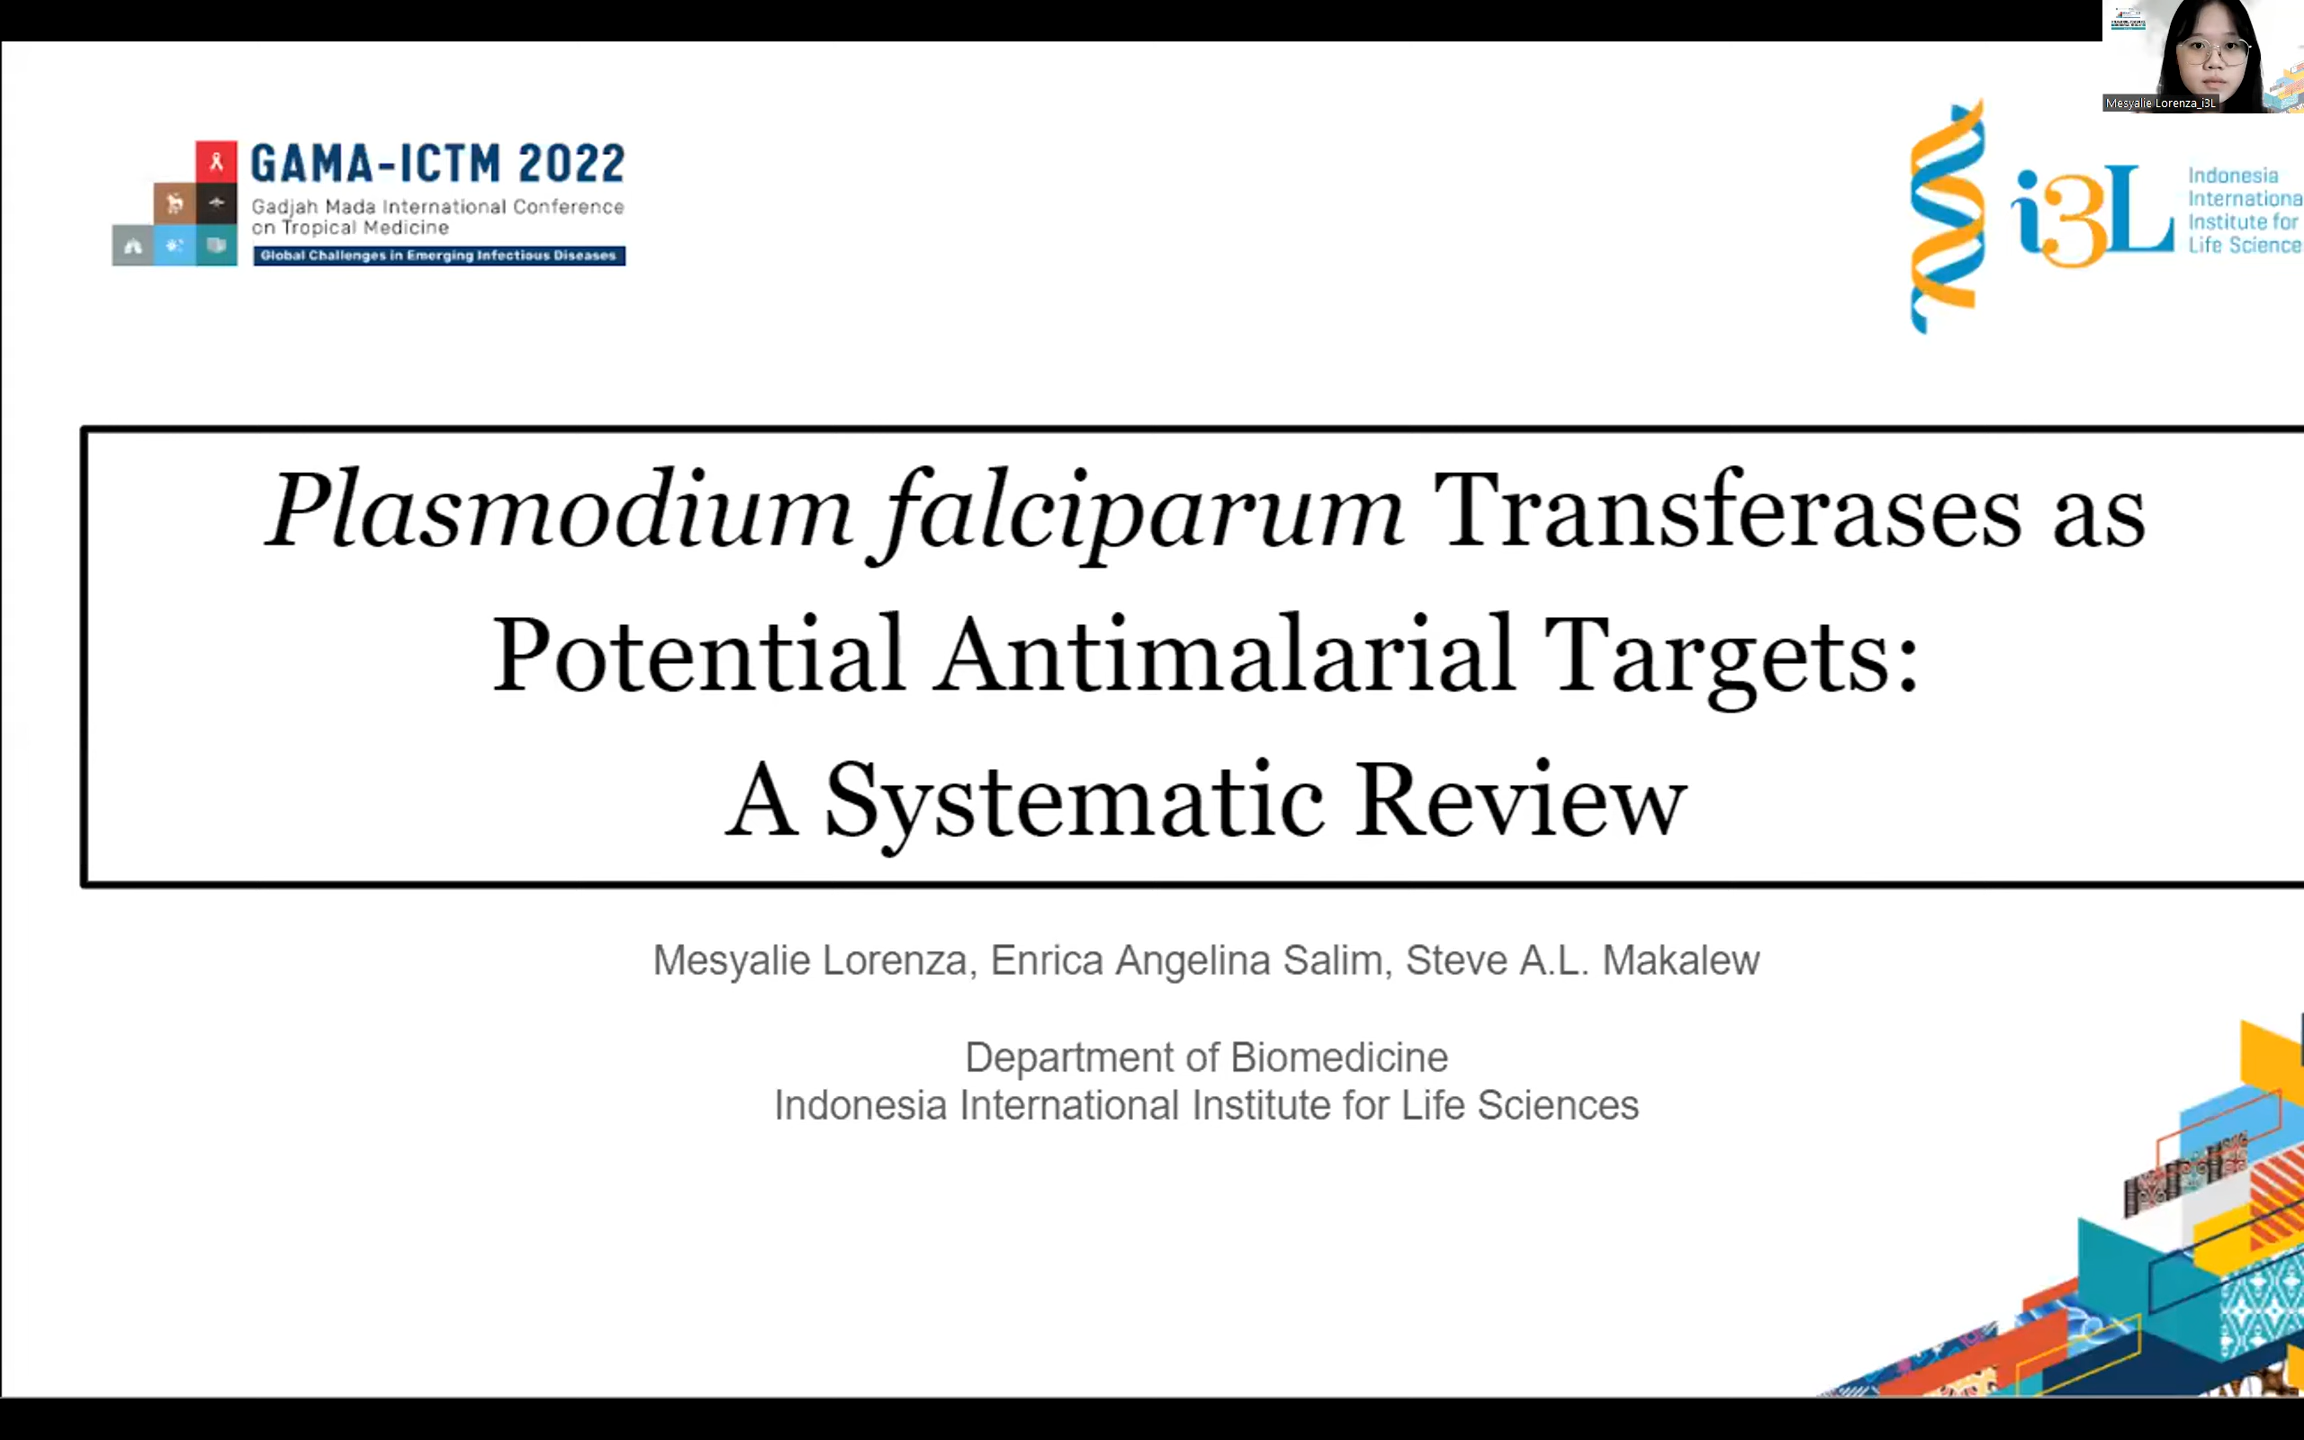 Mesyalie Lorenza_i3L
GAMA-ICTM 2022
Gadjah Mada International Conference
on Tropical Medicine
Global Challenges in Emerging Infectious Diseases
i3L
Indonesia
Internationa
Institute for
Life Science
Plasmodium falciparum Transferases as
Potential Antimalarial Targets:
A Systematic Review
Mesyalie Lorenza, Enrica Angelina Salim, Steve A.L. Makalew
Department of Biomedicine
Indonesia International Institute for Life Sciences